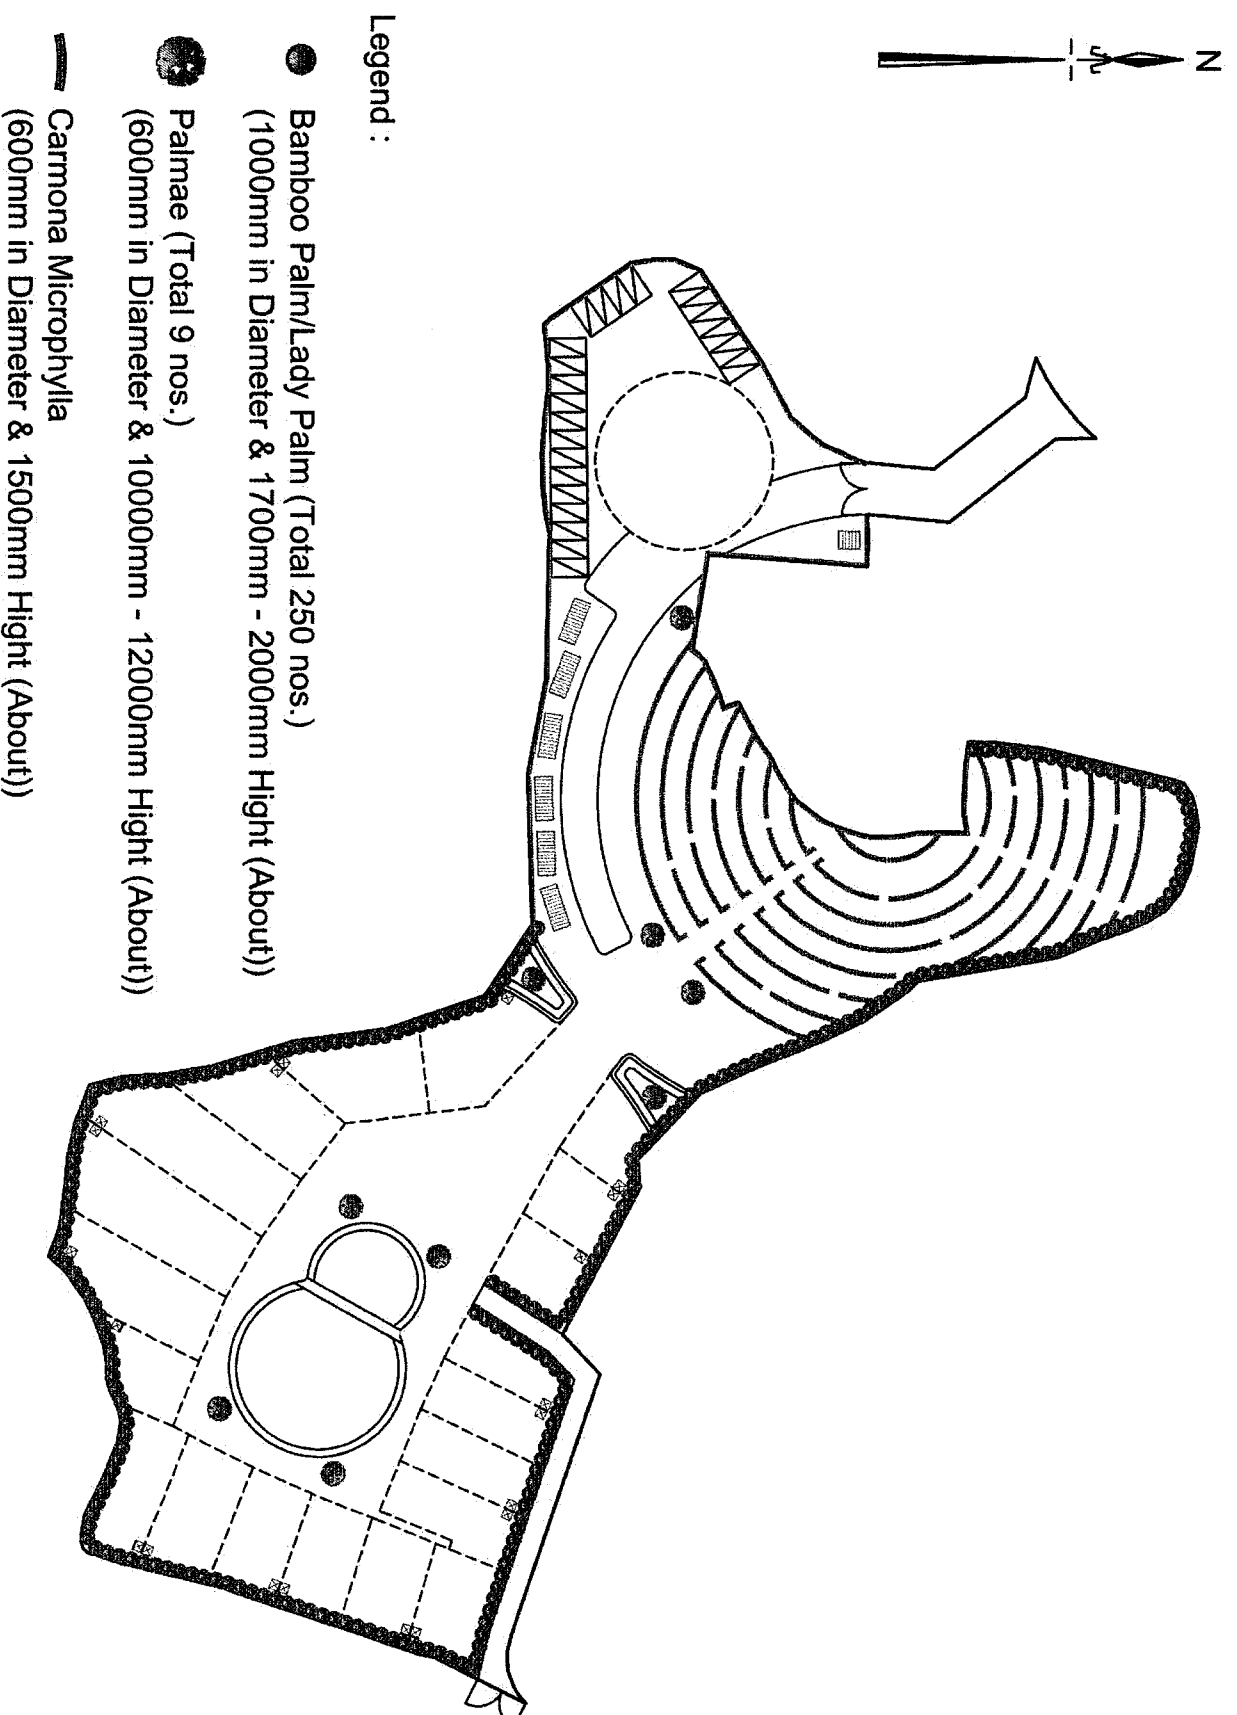 N
Legend :
Bamboo Palm/Lady Palm (Total 250 nos.)
(1000mm in Diameter & 1700mm - 2000mm Hight (About))
Palmae (Total 9 nos.)
(600mm in Diameter & 10000mm - 12000mm Hight (About))
Carmona Microphylla
(600mm in Diameter & 1500mm Hight (About))